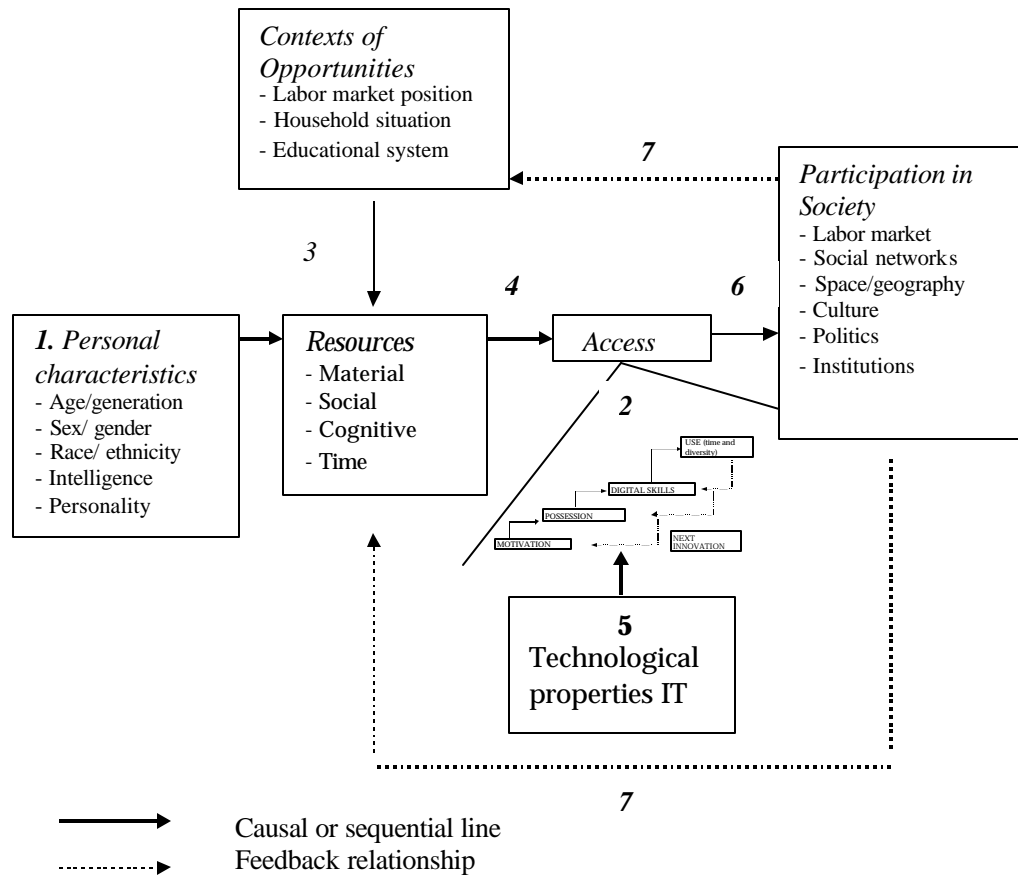 Contexts of
Opportunities
- Labor market position
- Household situation
- Educational system
7
Participation in
Society
- Labor market
- Social networks
- Space/geography
- Culture
- Politics
- Institutions
3
4
6
1. Personal
characteristics
- Age/generation
- Sex/ gender
- Race/ ethnicity
- Intelligence
- Personality
Resources
- Material
- Social
- Cognitive
- Time
Access
2
USE (time and
diversity)
DIGITAL SKILLS
POSSESSION
MOTIVATION
NEXT
INNOVATION
5
Technological
properties IT
7
Causal or sequential line
Feedback relationship